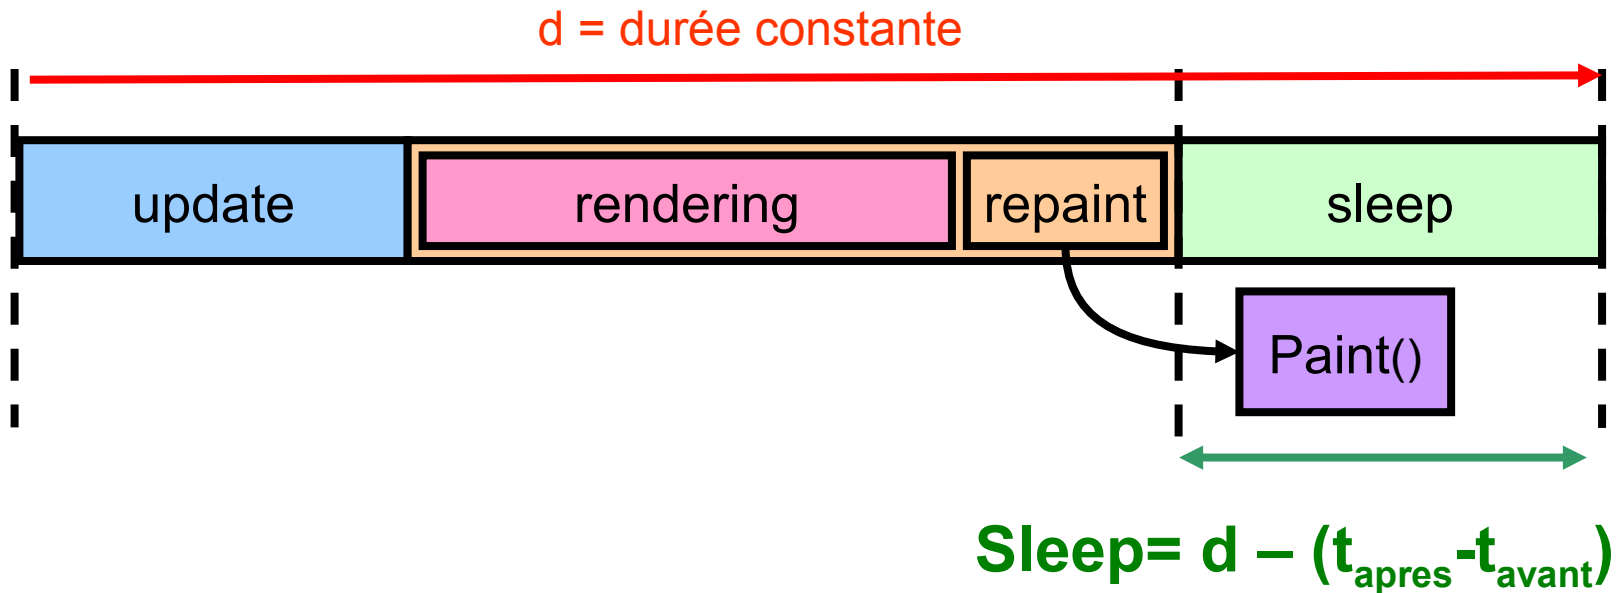 d = durée constante
update rendering repaint sleep
Paint()
Sleep= d – (tapres-tavant)